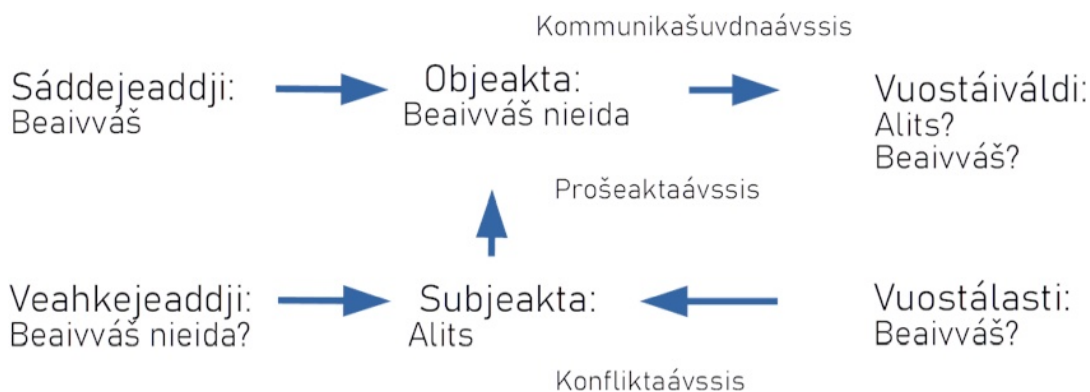 Kommunikašuvdnaávssis
Sáddejeaddji:
Beaivváš
Objeakta:
Beaivváš nieida
Vuostáiváldi:
Alits?
Beaivváš?
Prošeaktaávssis
Veahkejeaddji:
Beaivváš nieida?
Subjeakta:
Alits
Vuostálasti:
Beaivváš?
Konfliktaávssis